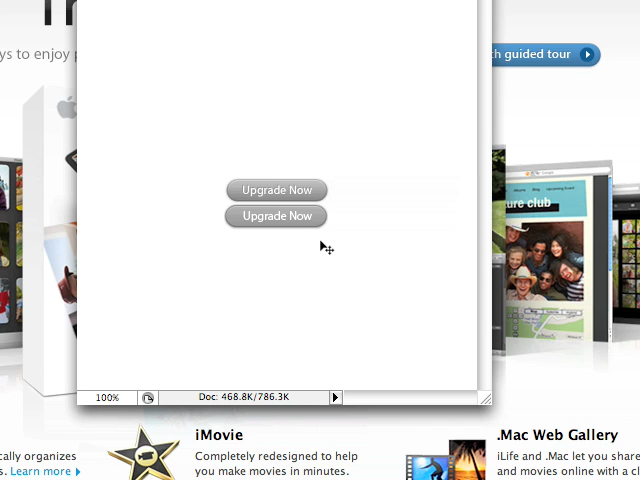 ys to enjoy
h guided tour
ture club
Upgrade Now
Upgrade Now
100%
Doc: 468.8K/786.3K
iMovie
Completely redesigned to help
you make movies in minutes.
cally organizes
s. Learn more
.Mac Web Gallery
iLife and .Mac let you share
and movies online with a cl